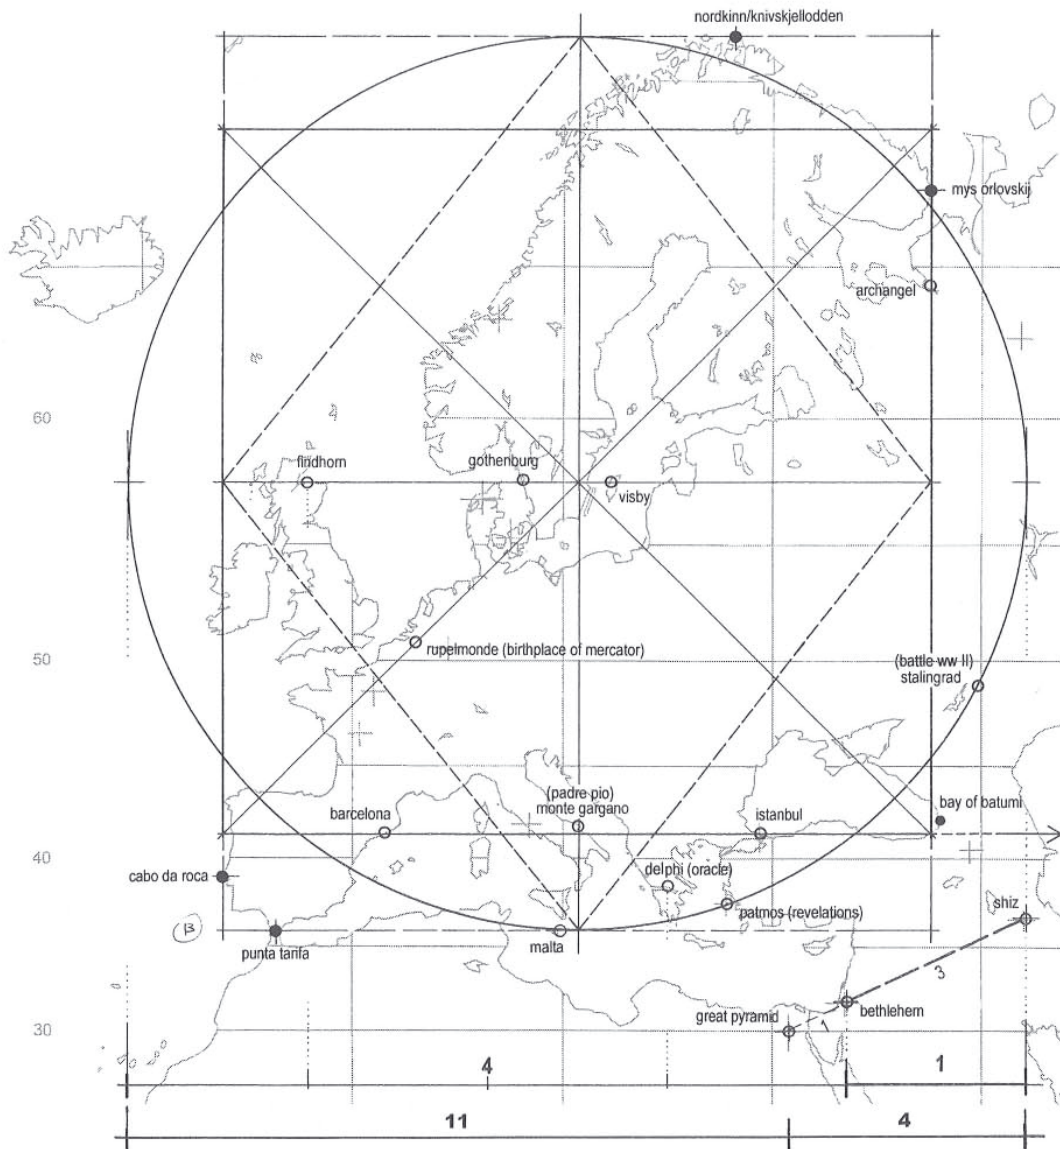 nordkinn/knivskjellodden
mys orlovskij
archangel
60
findhorn
gothenburg
visby
rupelmonde (birthplace of mercator)
50
(battle ww II)
stalingrad
(padre pio)
monte gargano
barcelona
istanbul
bay of batumi
40
delphi (oracle)
cabo da roca
patmos (revelations)
shiz
B
malta
punta tarifa
3
bethlehem
great pyramid
1
30
4
1
11
4